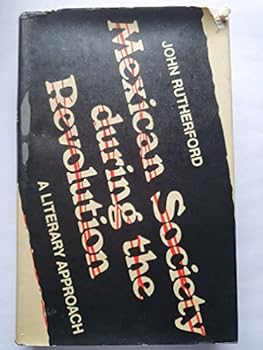 JOHN RUTHERFORD
Mexican Society
during the
Revolution
A LITERARY APPROACH